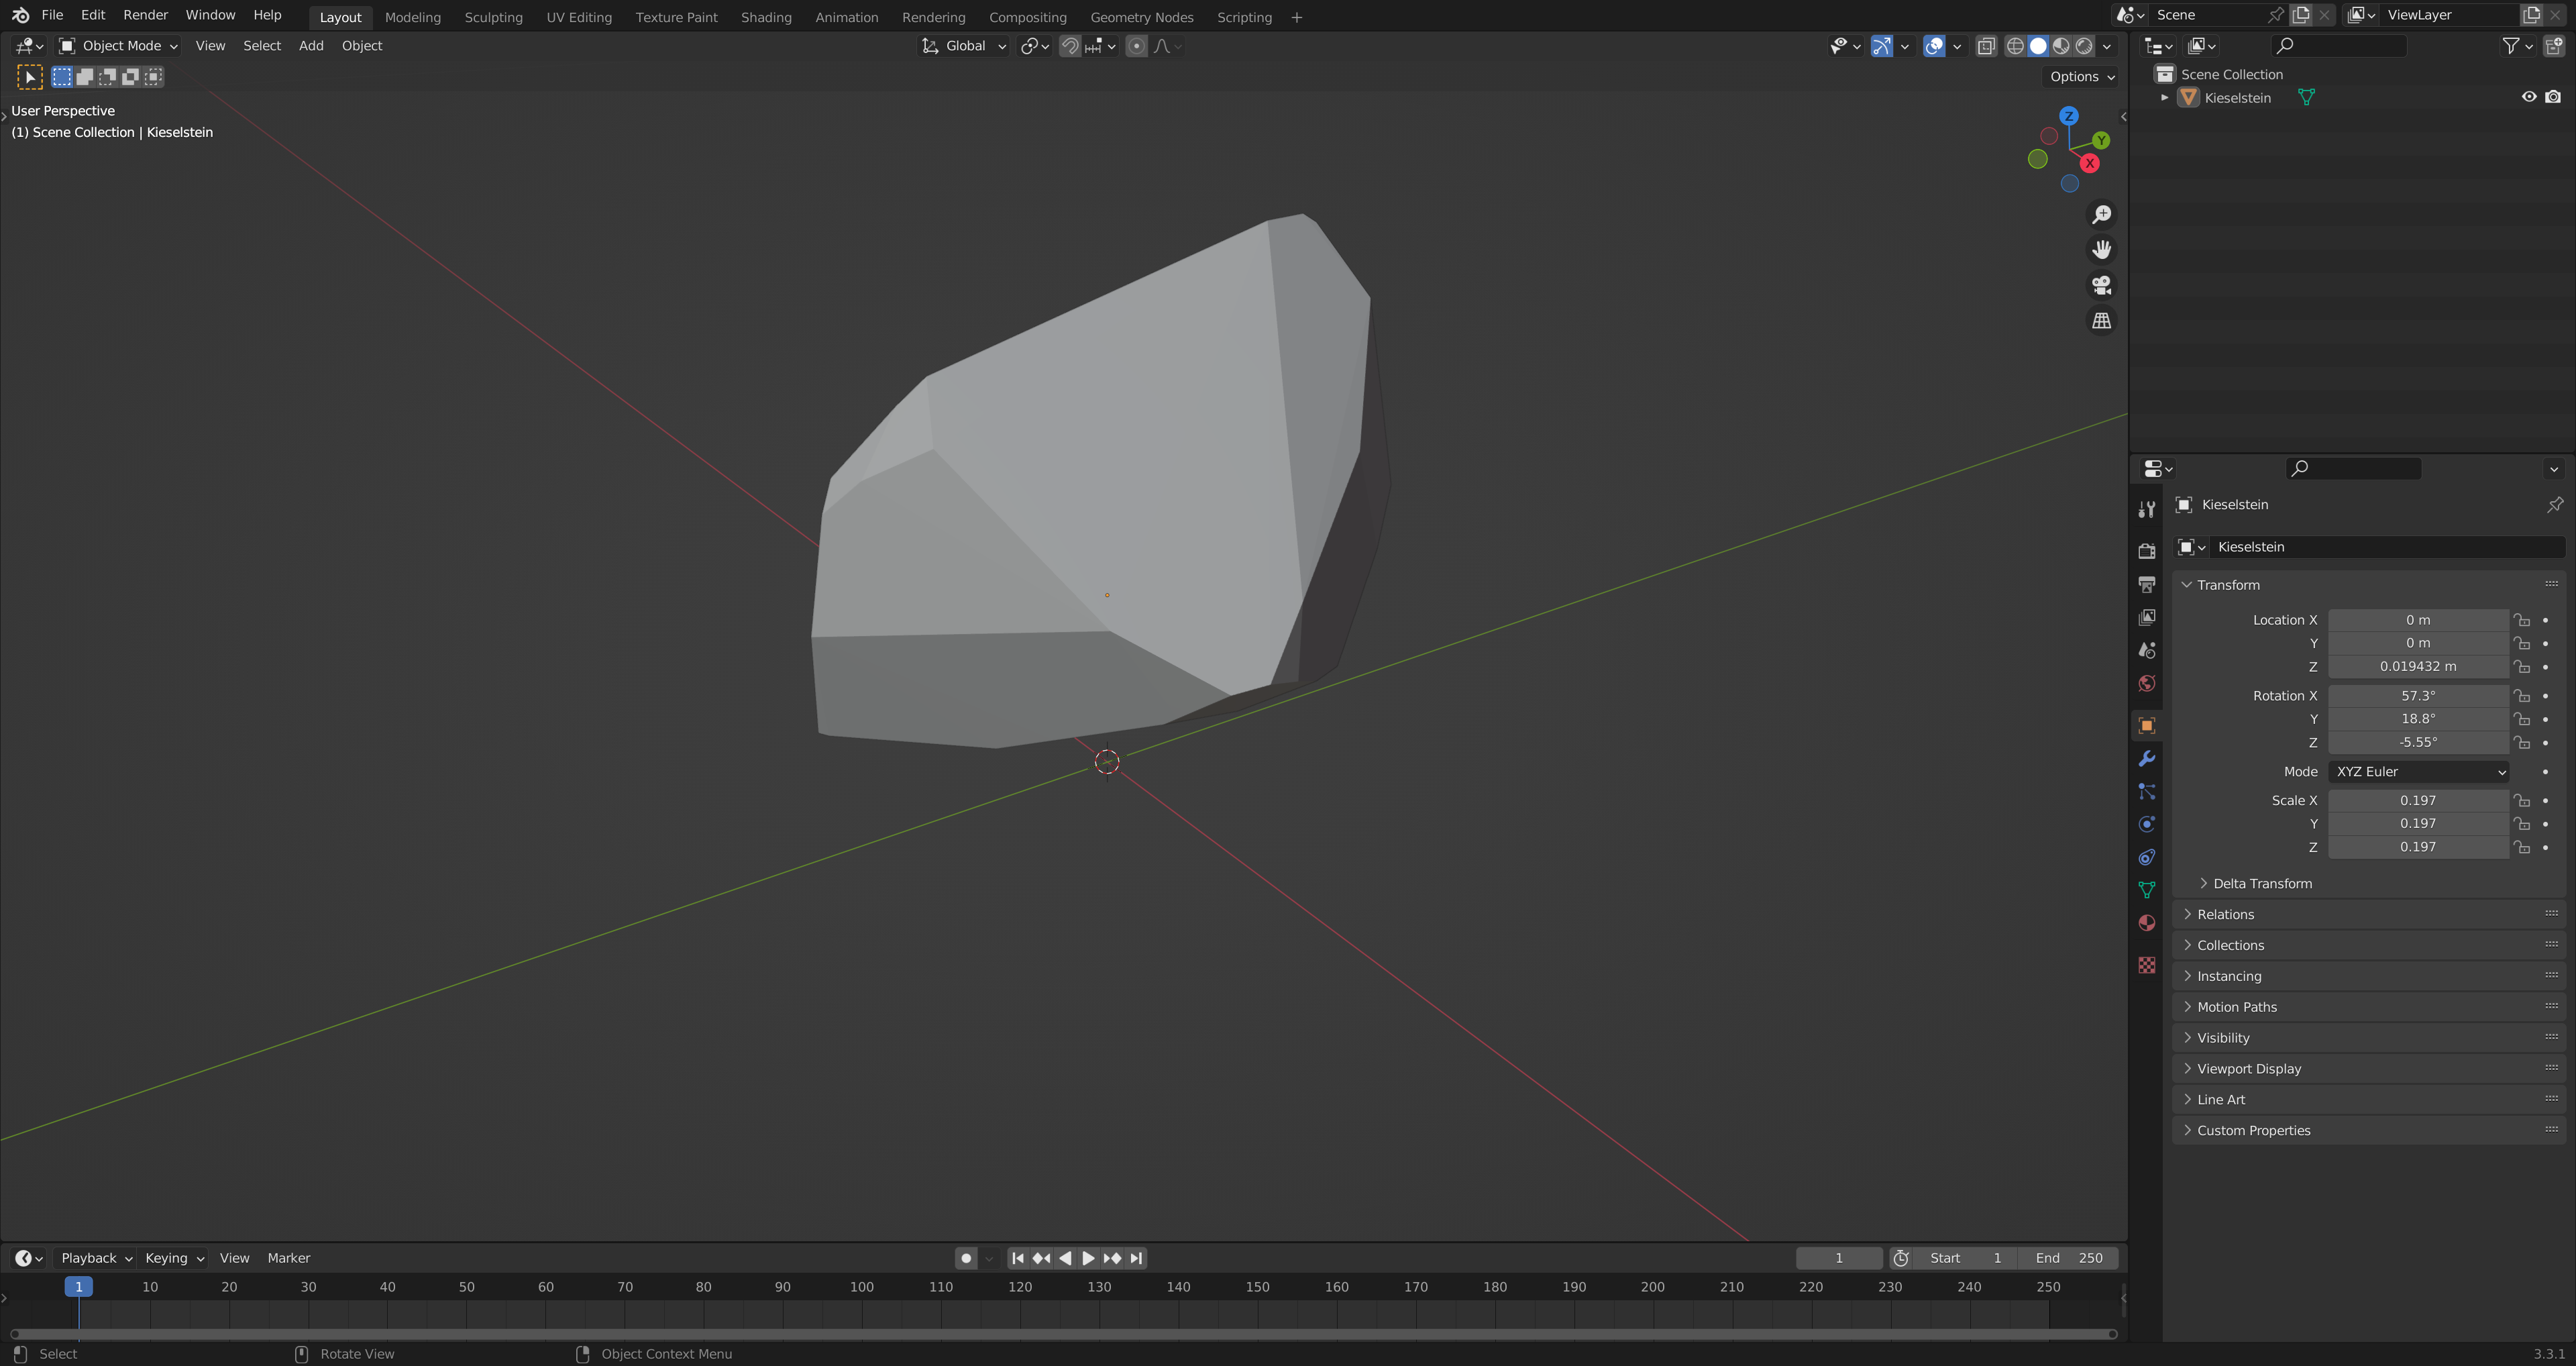 File Edit Render Window Help Layout Modeling Sculpting UV Editing Texture Paint Shading Animation Rendering Compositing Geometry Nodes Scripting + Scene ViewLayer
Object Mode View Select Add Object Global
Options
User Perspective
(1) Scene Collection | Kieselstein
Z
Y
X
Scene Collection
Kieselstein
Kieselstein
Kieselstein
Transform
Location X 0 m
Y 0 m
Z 0.019432 m
Rotation X 57.3°
Y 18.8°
Z -5.55°
Mode XYZ Euler
Scale X 0.197
Y 0.197
Z 0.197
Delta Transform
Relations
Collections
Instancing
Motion Paths
Visibility
Viewport Display
Line Art
Custom Properties
Playback Keying View Marker 1 Start 1 End 250
1 10 20 30 40 50 60 70 80 90 100 110 120 130 140 150 160 170 180 190 200 210 220 230 240 250
Select Rotate View Object Context Menu 3.3.1